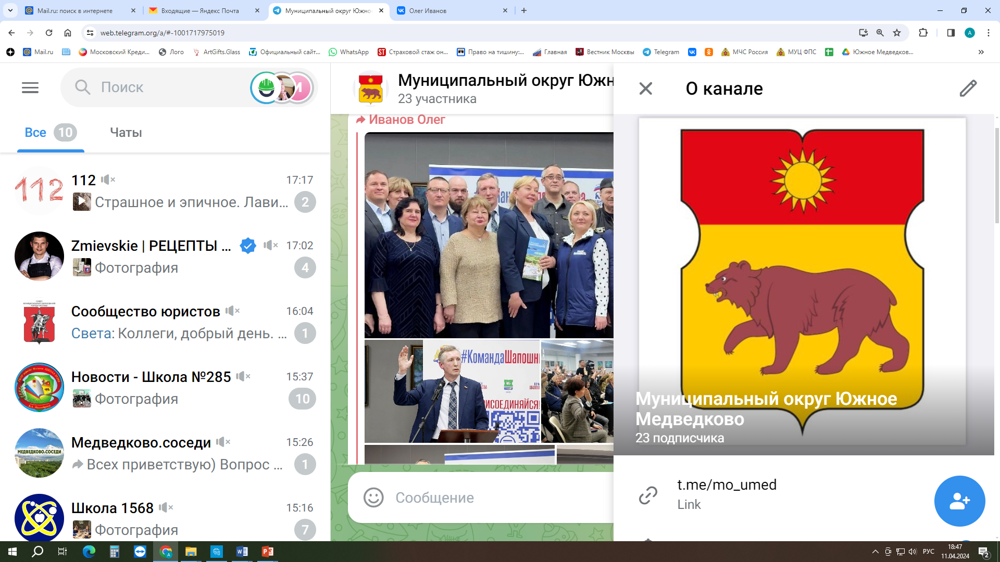 Mail.ru: поиск в интернете
Входящие — Яндекс Почта
Муниципальный округ Южно
Олег Иванов
web.telegram.org/a/#-1001717975019
A
Mail.ru
Московский Креди...
Лого
ArtGifts.Glass
Официальный сайт...
WhatsApp
Страховой стаж он...
Право на тишину:...
Главная
Вестник Москвы
Telegram
МЧС Россия
МУЦ ФПС
Южное Медведков...
Поиск
Все 10
Чаты
112
17:17
Страшное и эпичное. Лави...
2
Zmievskie | РЕЦЕПТЫ ...
17:02
Фотография
4
Сообщество юристов
16:04
Света: Коллеги, добрый день. ...
1
Новости - Школа №285
15:37
Фотография
10
МЕДВЕДКОВО.СОСЕДИ
Медведково.соседи
15:26
Всех приветствую) Вопрос ...
1
Школа 1568
15:16
Фотография
7
Муниципальный округ Южн
23 участника
Иванов Олег
#КомандаШапошн
РИСОЕДИНЯЙСЯ!
Сообщение
О канале
Муниципальный округ Южное
Медведково
23 подписчика
t.me/mo_umed
Link
РУС
18:47
11.04.2024
2